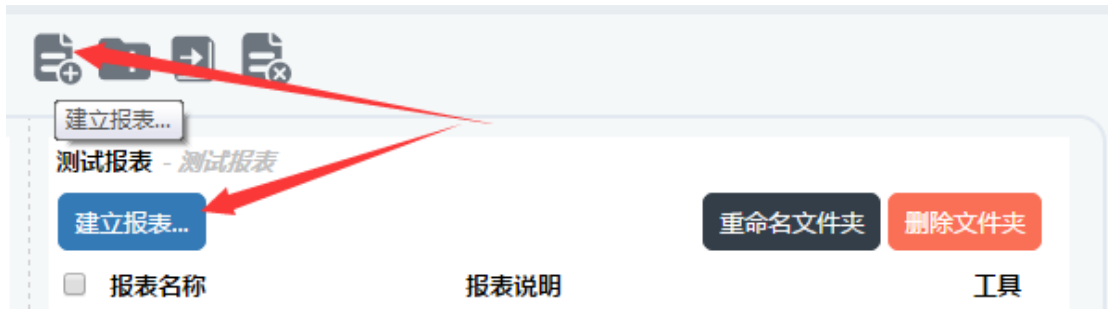 建立报表...
测试报表 - 测试报表
建立报表... 重命名文件夹 删除文件夹
报表名称 报表说明 工具